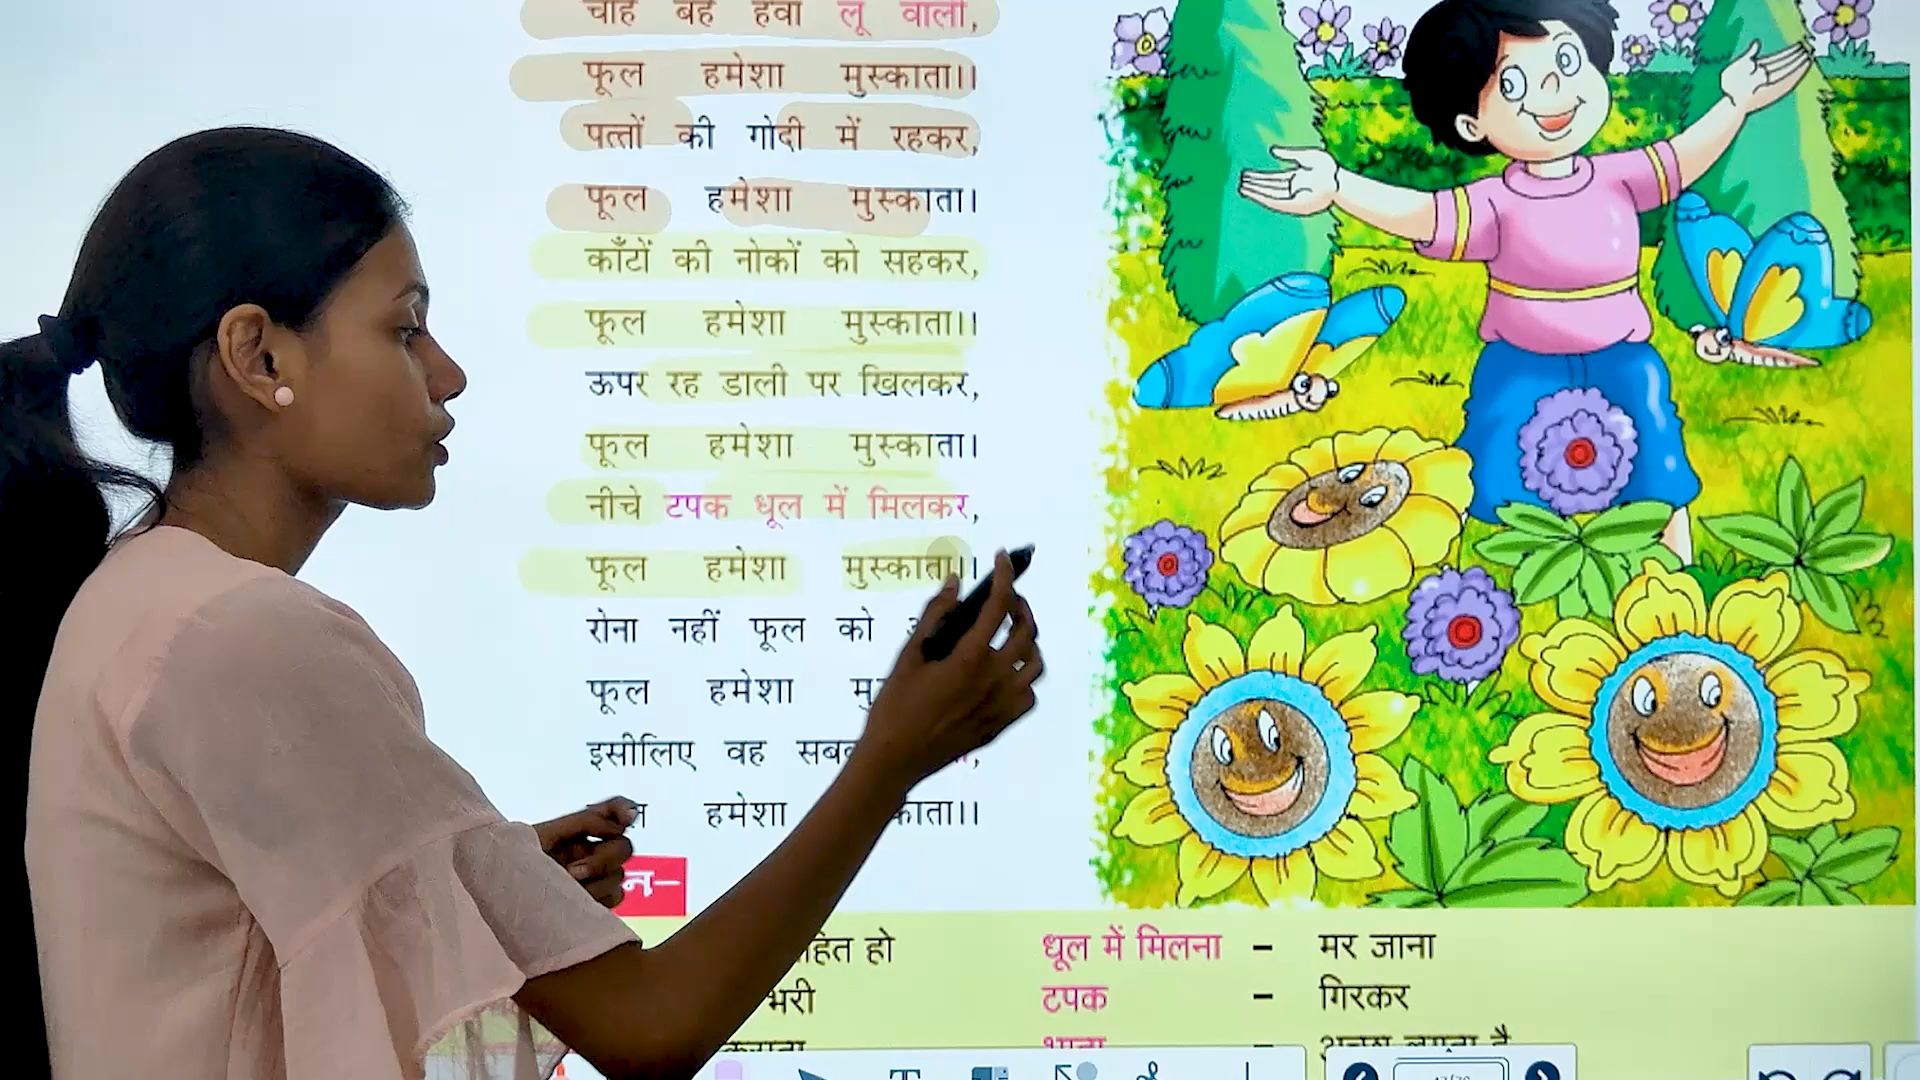 चाहे बहे हवा लू वाली,
फूल हमेशा मुस्काता।।
पत्तों की गोदी में रहकर,
फूल हमेशा मुस्काता।
काँटों की नोकों को सहकर,
फूल हमेशा मुस्काता।।
ऊपर रह डाली पर खिलकर,
फूल हमेशा मुस्काता।
नीचे टपक धूल में मिलकर,
फूल हमेशा मुस्काता।।
रोना नहीं फूल को
फूल हमेशा
इसीलिए वह
हमेशा
हो धूल में मिलना – मर जाना
भरी टपक – गिरकर